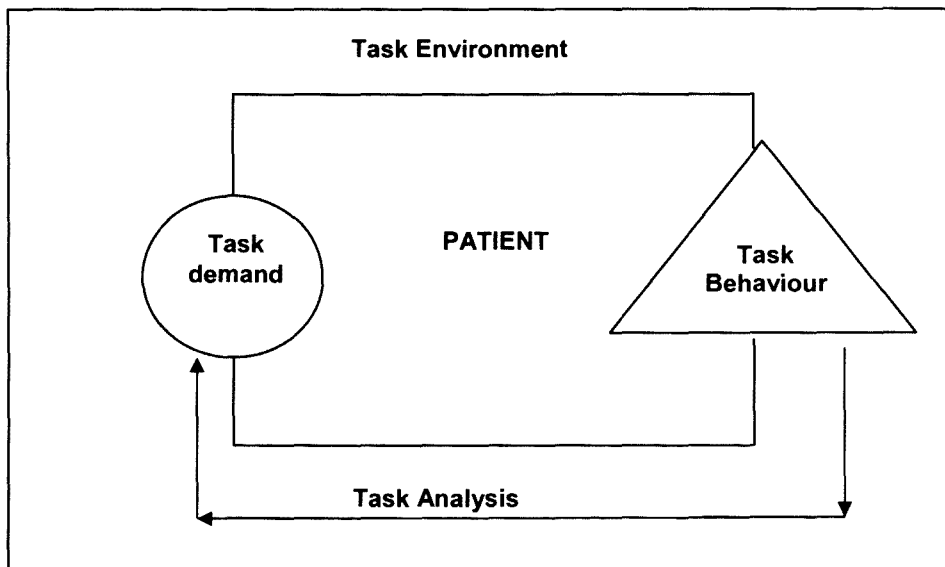 Task Environment
Task
demand
PATIENT
Task
Behaviour
Task Analysis